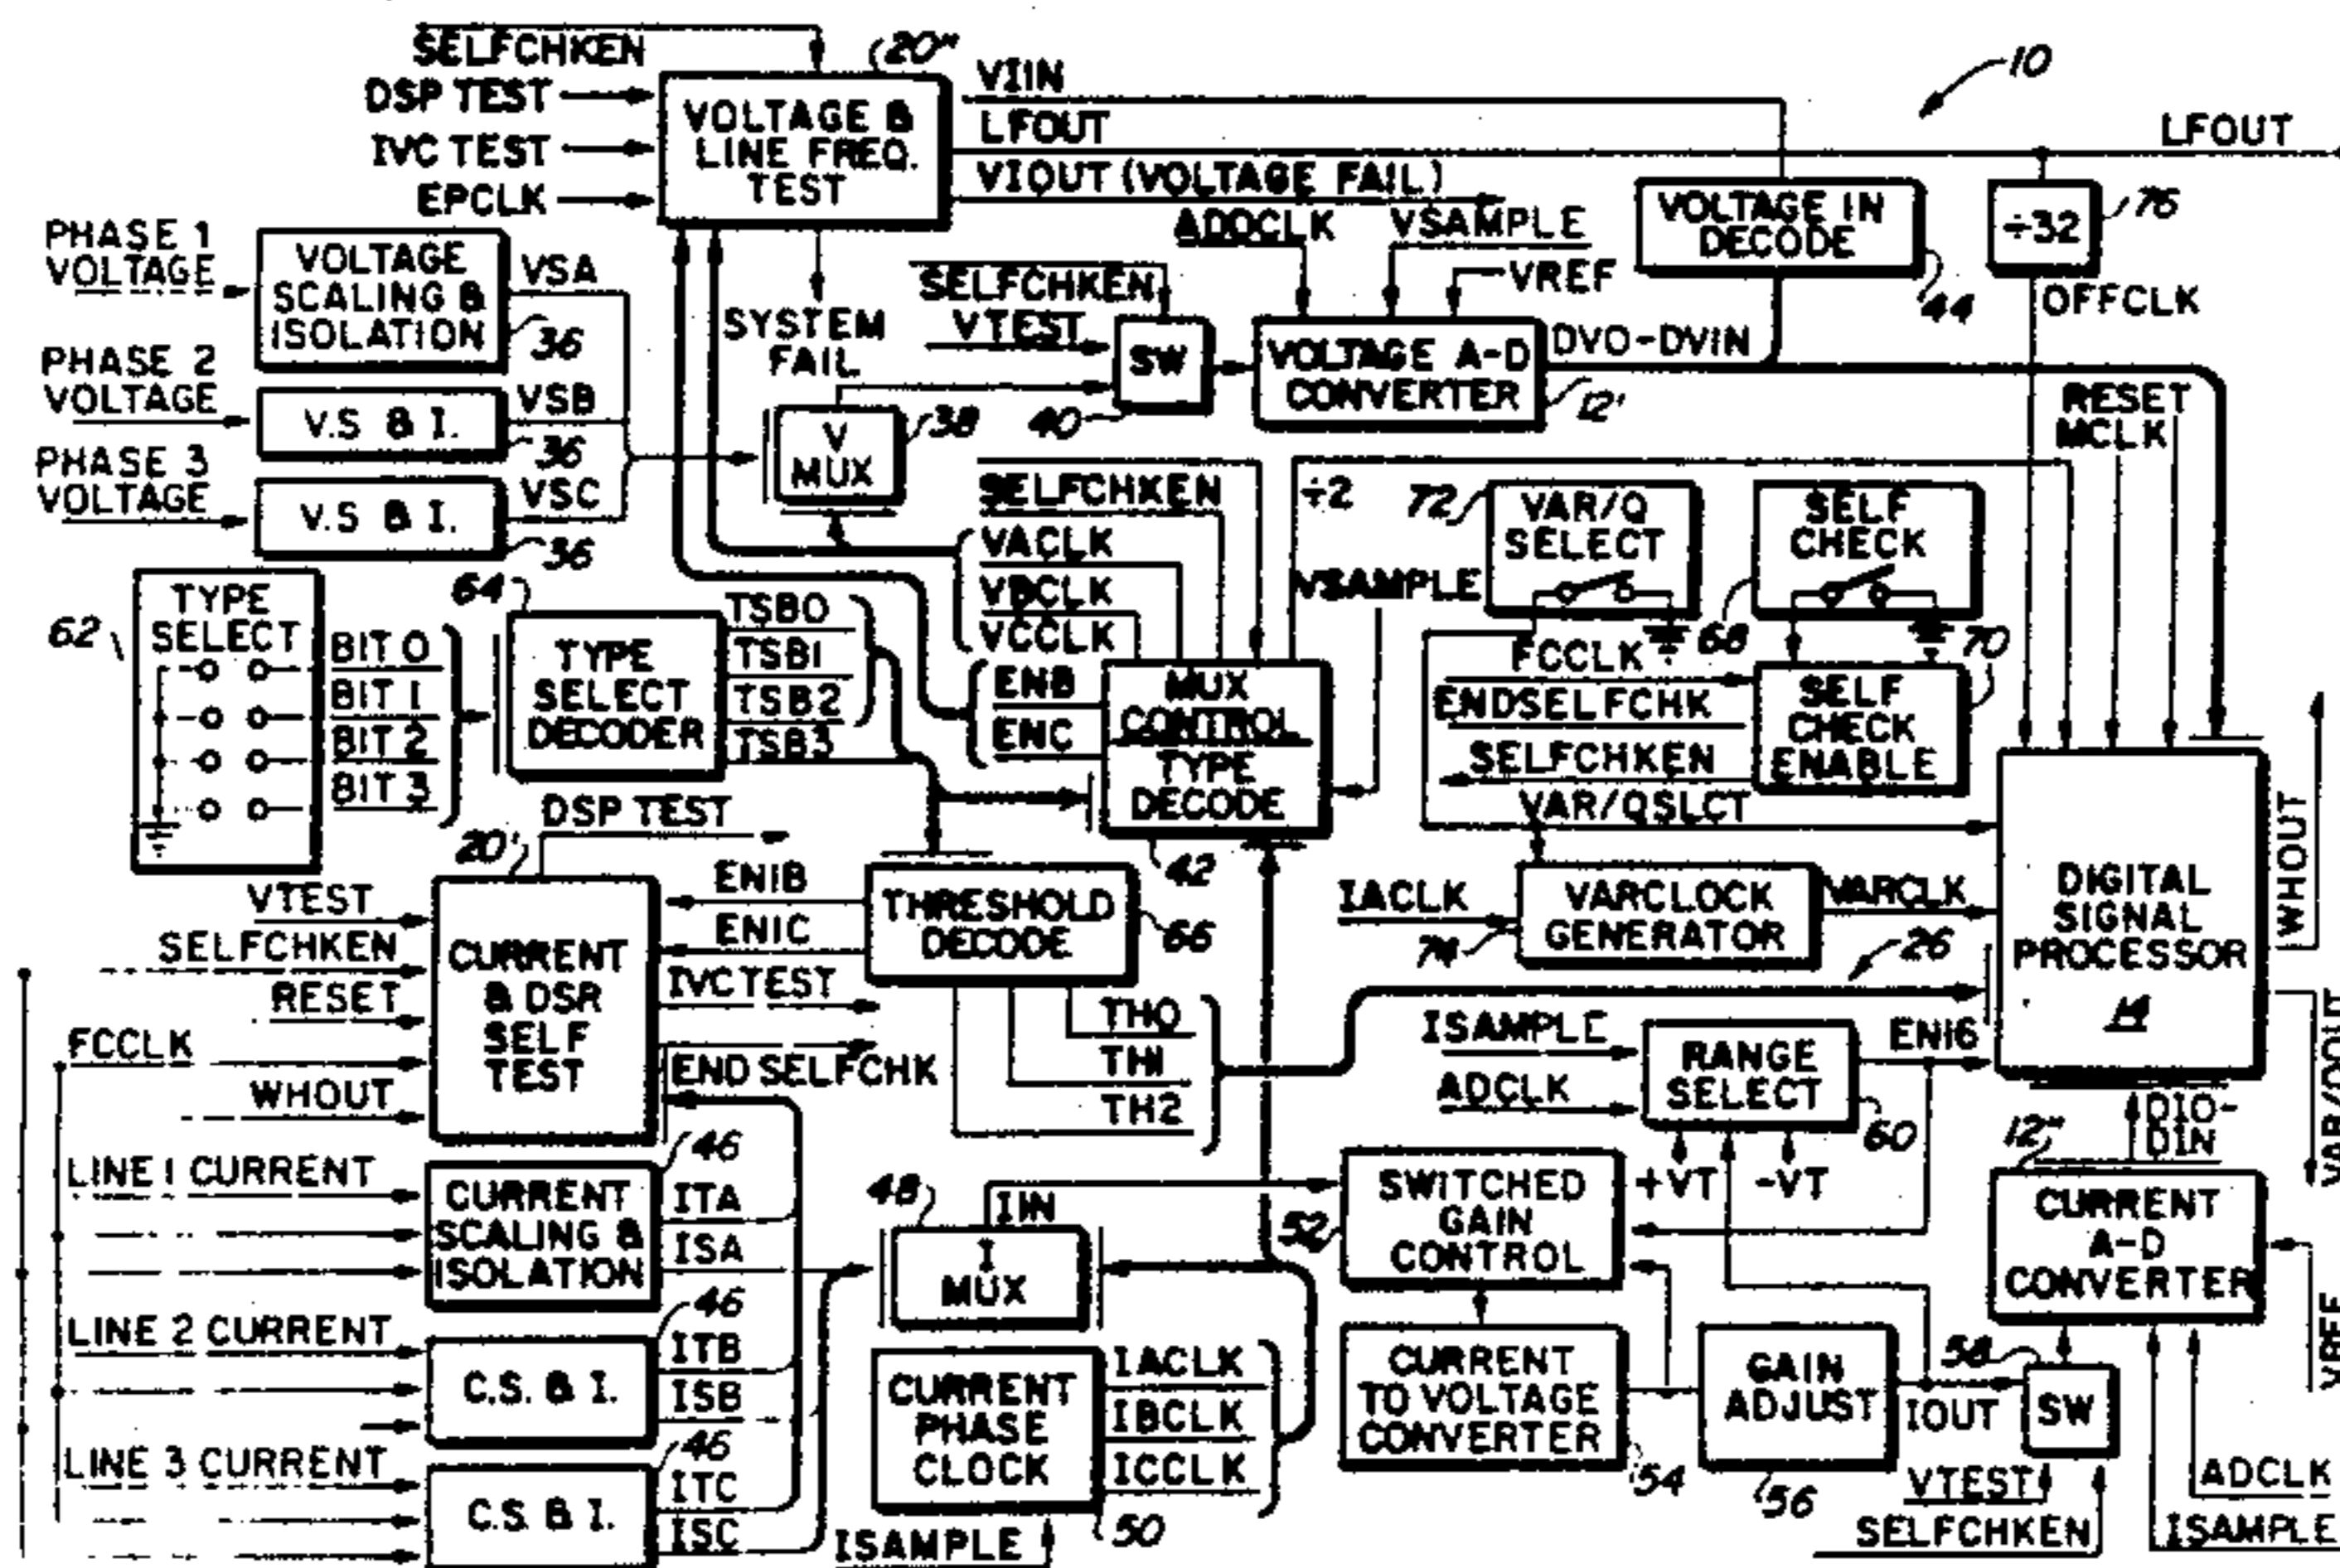 SELFCHKEN
DSP TEST
IVC TEST
EPCLK
20"
VOLTAGE &
LINE FREQ.
TEST
VIIN
LFOUT
VIOUT (VOLTAGE FAIL)
10
LFOUT
PHASE 1
VOLTAGE
VOLTAGE
SCALING &
ISOLATION
VSA
36
SYSTEM
FAIL
ADOCLK
VSAMPLE
VREF
SELFCHKEN
VTEST
SW
40
VOLTAGE A-D
CONVERTER
12'
DVO-DVIN
VOLTAGE IN
DECODE
44
÷32
76
OFFCLK
PHASE 2
VOLTAGE
V.S & I.
VSB
36
PHASE 3
VOLTAGE
V.S & I.
VSC
36
V
MUX
38
RESET
MCLK
SELFCHKEN
÷2
VACLK
VBCLK
VCCLK
VSAMPLE
72
VAR/Q
SELECT
SELF
CHECK
68
62
TYPE
SELECT
BIT 0
BIT 1
BIT 2
BIT 3
64
TYPE
SELECT
DECODER
TSB0
TSB1
TSB2
TSB3
ENB
ENC
MUX
CONTROL
TYPE
DECODE
42
FCCLK
ENDSELFCHK
SELFCHKEN
70
SELF
CHECK
ENABLE
VAR/QSLCT
DSP TEST
20'
VTEST
SELFCHKEN
RESET
FCCLK
WHOUT
CURRENT
& DSR
SELF
TEST
ENIB
ENIC
IVCTEST
END SELFCHK
THRESHOLD
DECODE
66
TH0
TH1
TH2
IACLK
74
VARCLOCK
GENERATOR
VARCLK
26
DIGITAL
SIGNAL
PROCESSOR
14
WHOUT
ISAMPLE
ADCLK
RANGE
SELECT
60
ENI6
+VT
-VT
LINE 1 CURRENT
CURRENT
SCALING &
ISOLATION
46
ITA
ISA
48
IIN
I
MUX
52
SWITCHED
GAIN
CONTROL
12"
DIO-
DIN
CURRENT
A-D
CONVERTER
VREF
LINE 2 CURRENT
C.S. & I.
46
ITB
ISB
LINE 3 CURRENT
C.S. & I.
46
ITC
ISC
CURRENT
PHASE
CLOCK
50
IACLK
IBCLK
ICCLK
ISAMPLE
CURRENT
TO VOLTAGE
CONVERTER
54
GAIN
ADJUST
56
IOUT
58
SW
VTEST
SELFCHKEN
ADCLK
ISAMPLE